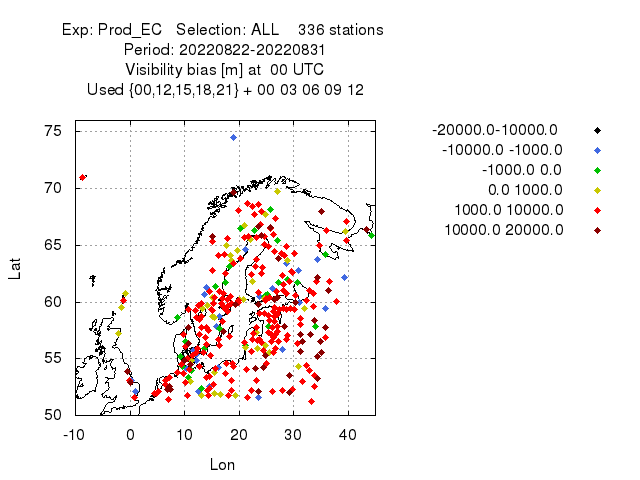 Exp: Prod_EC Selection: ALL 336 stations
Period: 20220822-20220831
Visibility bias [m] at 00 UTC
Used {00,12,15,18,21} + 00 03 06 09 12
-20000.0-10000.0
-10000.0 -1000.0
-1000.0 0.0
0.0 1000.0
1000.0 10000.0
10000.0 20000.0
75
70
65
60
55
50
Lat
-10 0 10 20 30 40
Lon